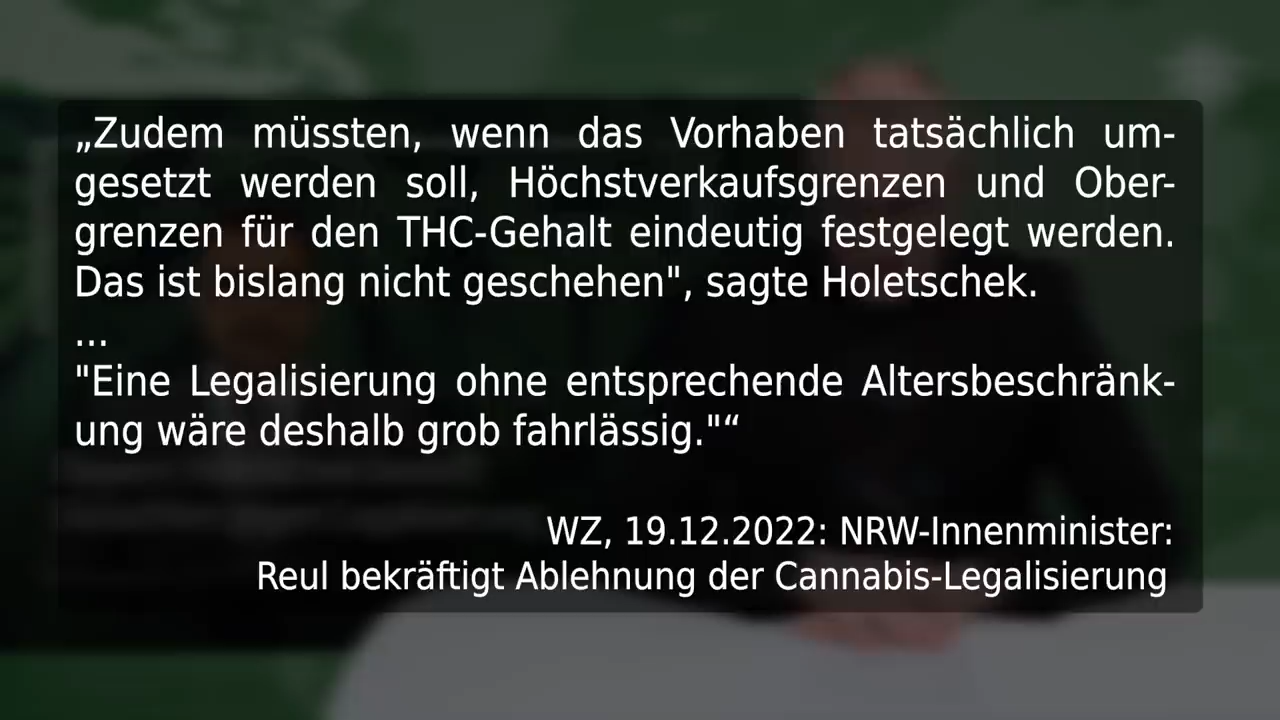 „Zudem müssten, wenn das Vorhaben tatsächlich um-
gesetzt werden soll, Höchstverkaufsgrenzen und Ober-
grenzen für den THC-Gehalt eindeutig festgelegt werden.
Das ist bislang nicht geschehen", sagte Holetschek.
...
"Eine Legalisierung ohne entsprechende Altersbeschränk-
ung wäre deshalb grob fahrlässig."“
WZ, 19.12.2022: NRW-Innenminister:
Reul bekräftigt Ablehnung der Cannabis-Legalisierung